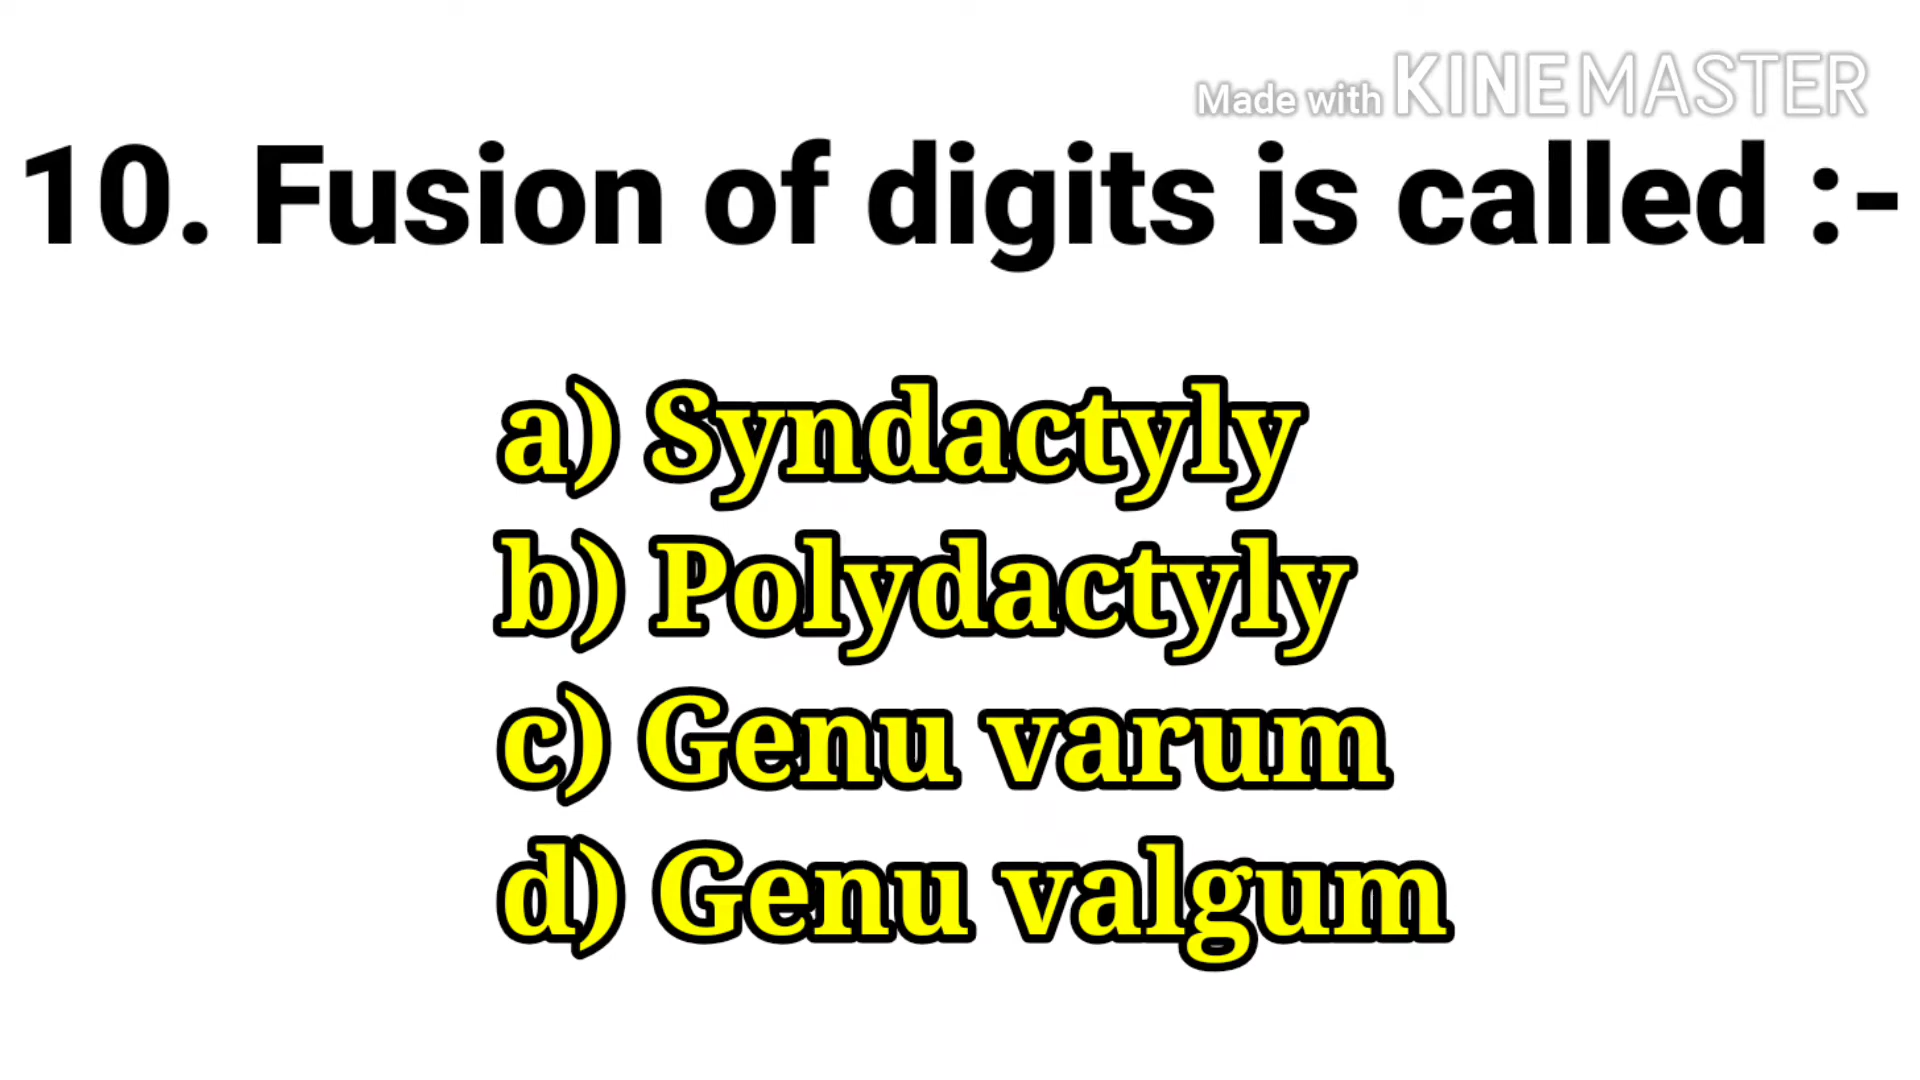 Made with KINEMASTER
10. Fusion of digits is called :-
a) Syndactyly
b) Polydactyly
c) Genu varum
d) Genu valgum